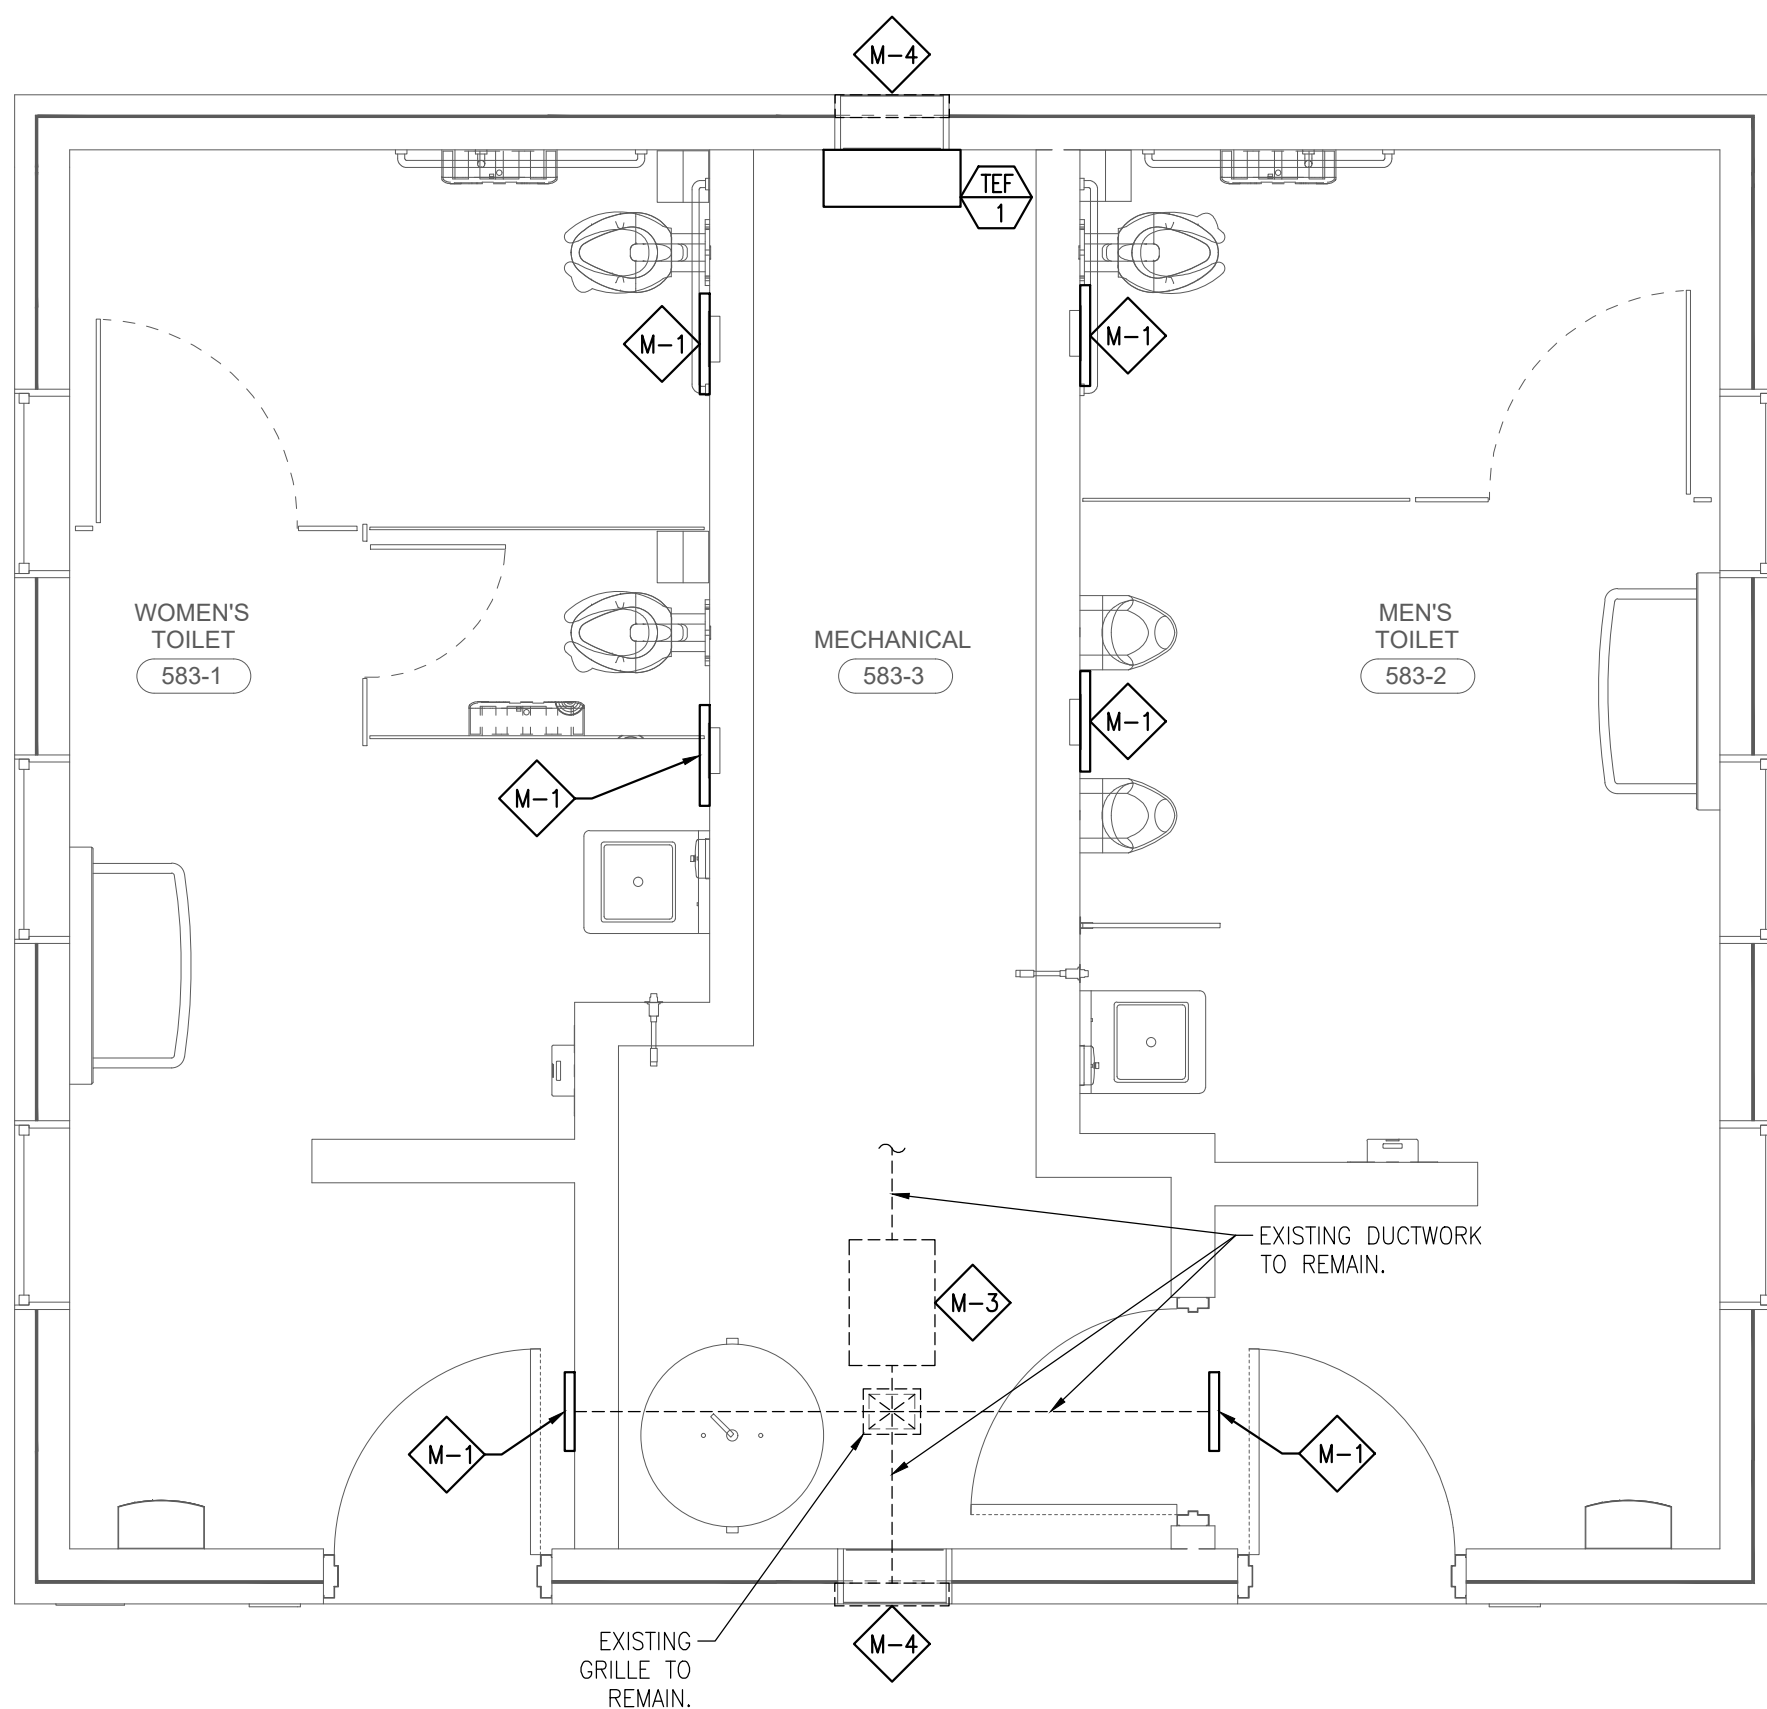 M-4
TEF
1
M-1
M-1
WOMEN'S
TOILET
583-1
MECHANICAL
583-3
MEN'S
TOILET
583-2
M-1
M-1
EXISTING DUCTWORK
TO REMAIN.
M-3
M-1
M-1
EXISTING
GRILLE TO
REMAIN.
M-4